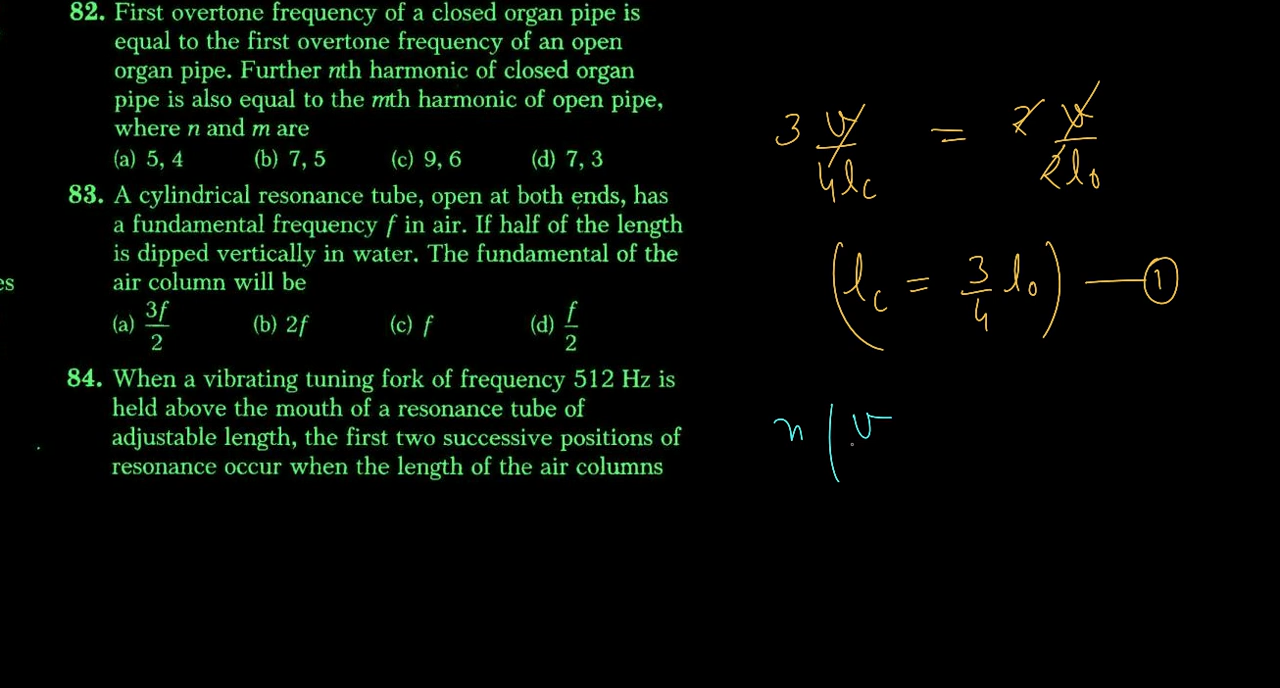 82. First overtone frequency of a closed organ pipe is
equal to the first overtone frequency of an open
organ pipe. Further nth harmonic of closed organ
pipe is also equal to the mth harmonic of open pipe,
where n and m are
(a) 5, 4 (b) 7, 5 (c) 9, 6 (d) 7, 3
83. A cylindrical resonance tube, open at both ends, has
a fundamental frequency f in air. If half of the length
is dipped vertically in water. The fundamental of the
es
air column will be
(a) 3f/2 (b) 2f (c) f (d) f/2
84. When a vibrating tuning fork of frequency 512 Hz is
held above the mouth of a resonance tube of
adjustable length, the first two successive positions of
resonance occur when the length of the air columns
3 v/4lc = 2 v/2lo
(lc = 3/4 lo) — 1
n ( v